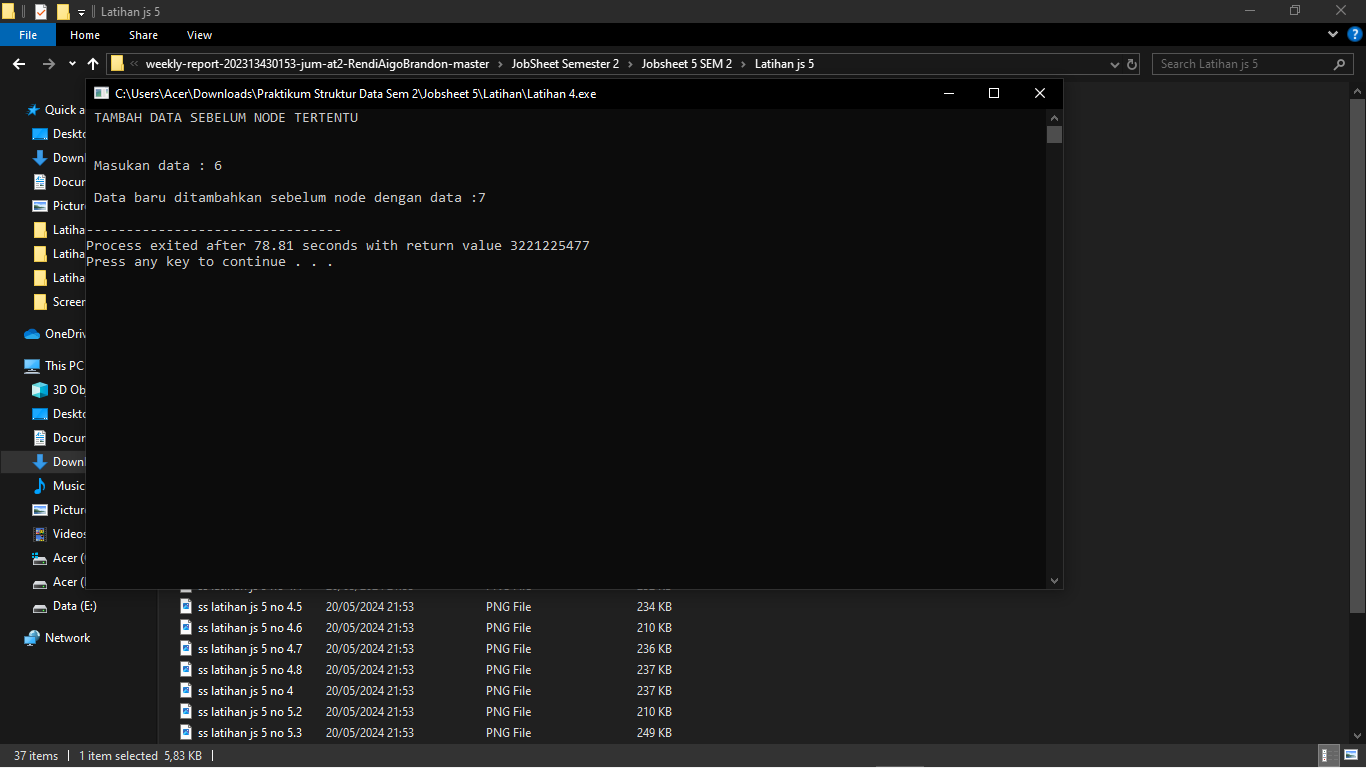 Latihan js 5
File Home Share View
weekly-report-202313430153-jum-at2-RendiAigoBrandon-master JobSheet Semester 2 Jobsheet 5 SEM 2 Latihan js 5
Search Latihan js 5
C:\Users\Acer\Downloads\Praktikum Struktur Data Sem 2\Jobsheet 5\Latihan\Latihan 4.exe
TAMBAH DATA SEBELUM NODE TERTENTU
Masukan data : 6
Data baru ditambahkan sebelum node dengan data :7
--------------------------------
Process exited after 78.81 seconds with return value 3221225477
Press any key to continue . . .
Quick a
Deskto
Downl
Docun
Picture
Latiha
Latiha
Latiha
Screen
OneDriv
This PC
3D Ob
Deskto
Docun
Downl
Music
Picture
Videos
Acer (
Acer (
Data (E:)
Network
ss latihan js 5 no 4.5 20/05/2024 21:53 PNG File 234 KB
ss latihan js 5 no 4.6 20/05/2024 21:53 PNG File 210 KB
ss latihan js 5 no 4.7 20/05/2024 21:53 PNG File 236 KB
ss latihan js 5 no 4.8 20/05/2024 21:53 PNG File 237 KB
ss latihan js 5 no 4 20/05/2024 21:53 PNG File 237 KB
ss latihan js 5 no 5.2 20/05/2024 21:53 PNG File 210 KB
ss latihan js 5 no 5.3 20/05/2024 21:53 PNG File 249 KB
37 items 1 item selected 5,83 KB